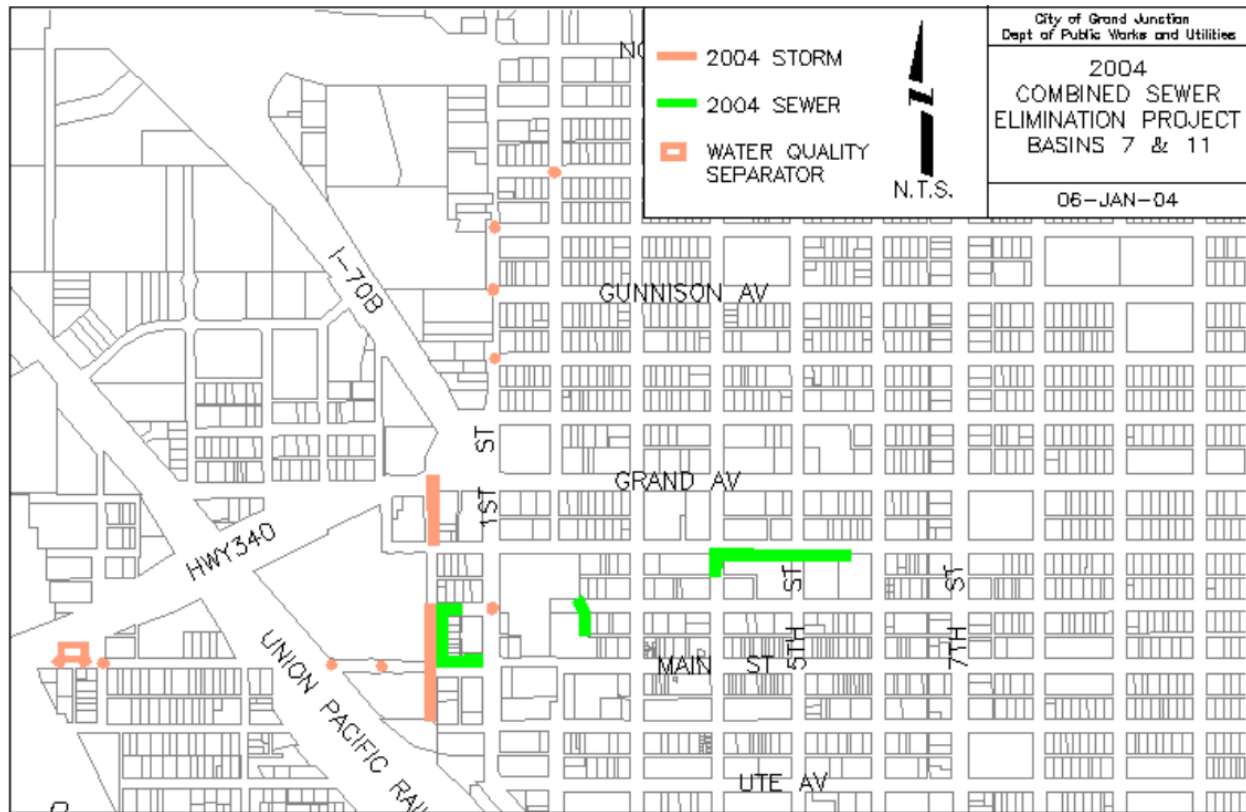 City of Grand Junction
Dept of Public Works and Utilities
2004
COMBINED SEWER
ELIMINATION PROJECT
BASINS 7 & 11
06-JAN-04
2004 STORM
2004 SEWER
WATER QUALITY
SEPARATOR
N.T.S.
I-70B
GUNNISON AV
1ST ST
GRAND AV
HWY340
5TH ST
7TH ST
MAIN ST
UNION PACIFIC
UTE AV